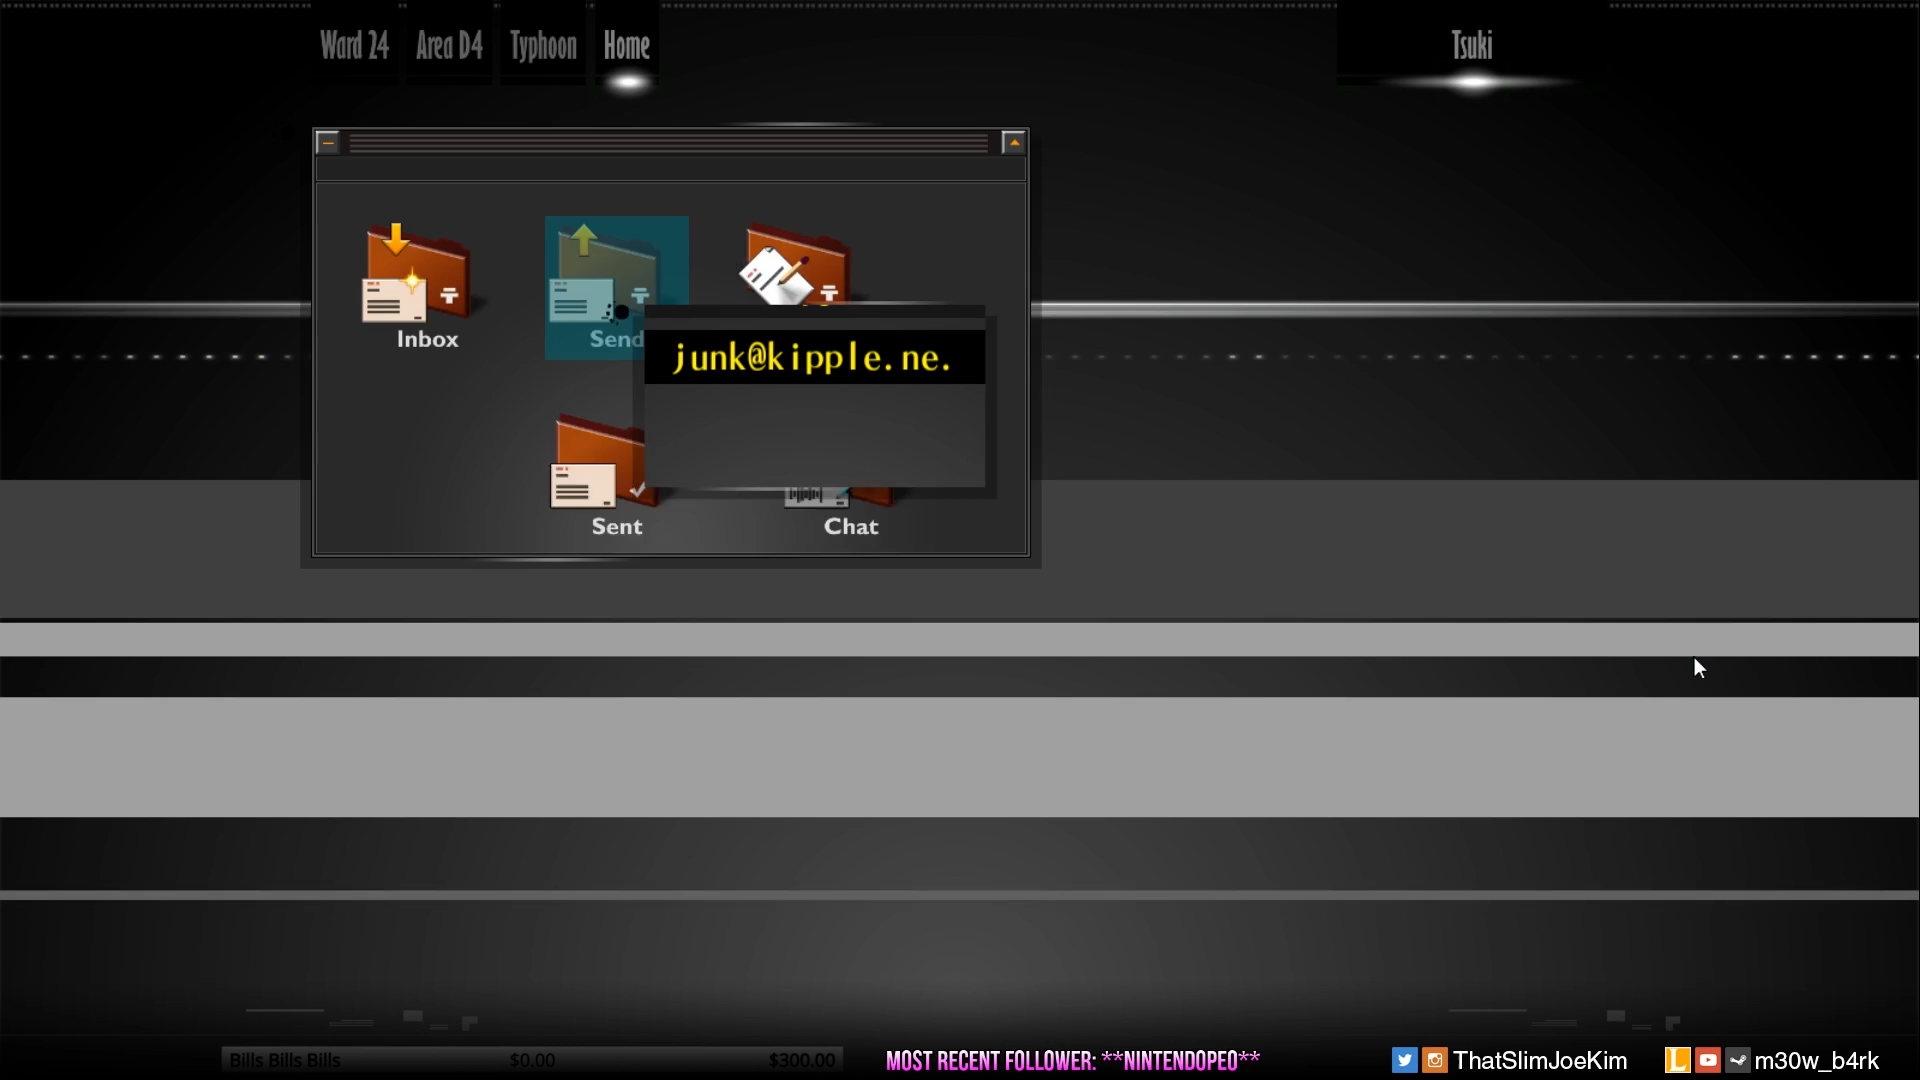 Ward 24 Area D4 Typhoon Home Tsuki
Inbox Send
junk@kipple.ne.
Sent Chat
Bills Bills Bills $0.00 $300.00
MOST RECENT FOLLOWER: **NINTENDOPEO**
ThatSlimJoeKim
L m30w_b4rk